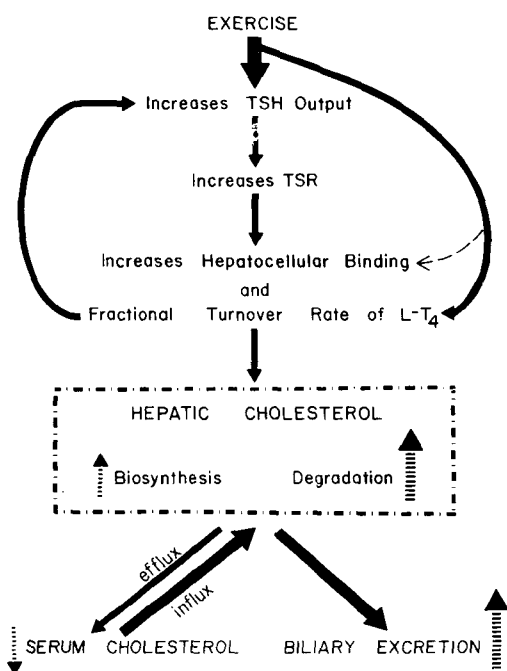 EXERCISE
Increases TSH Output
Increases TSR
Increases Hepatocellular Binding
and
Fractional Turnover Rate of L-T4
HEPATIC CHOLESTEROL
Biosynthesis Degradation
efflux
influx
SERUM CHOLESTEROL BILIARY EXCRETION